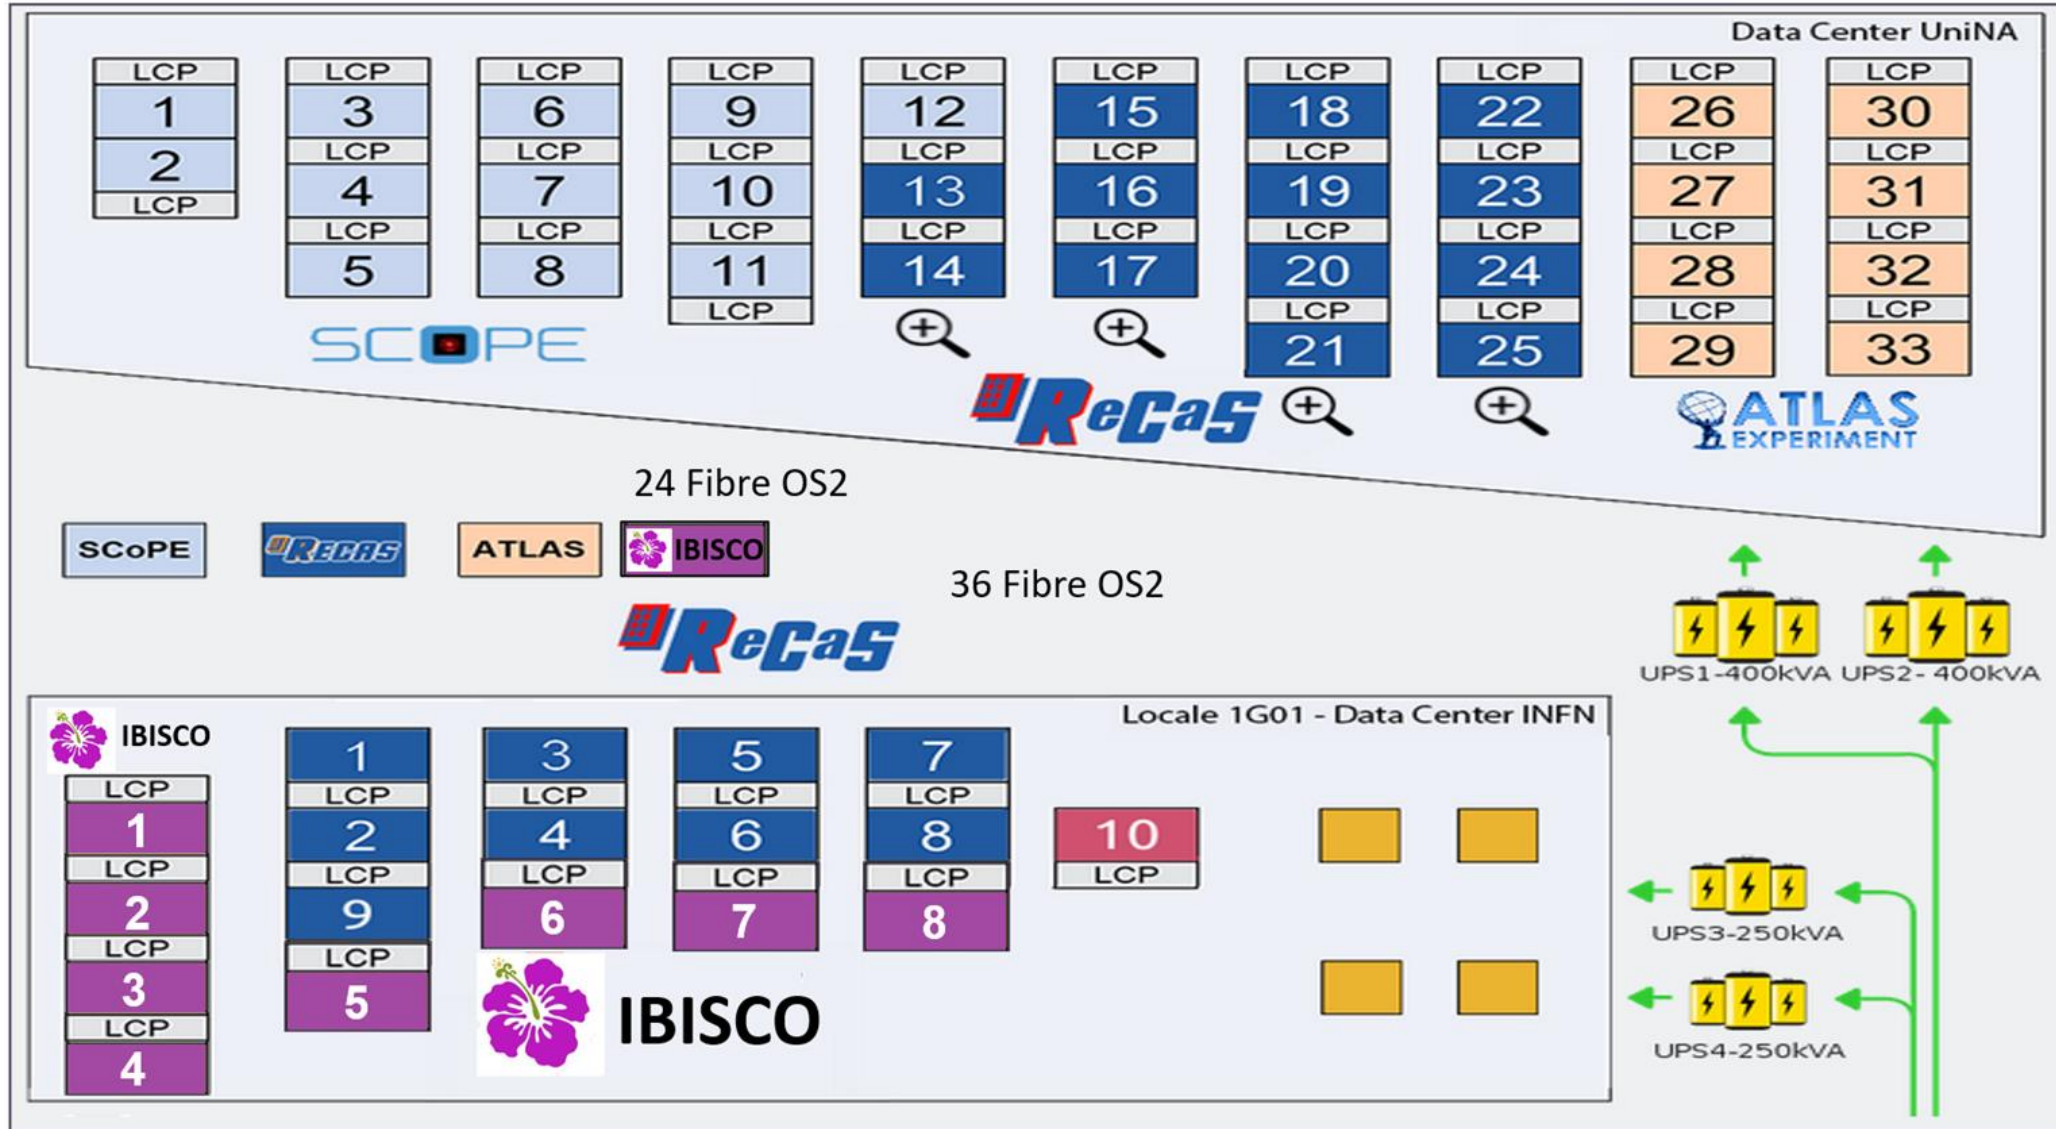 Data Center UniNA
LCP LCP LCP LCP LCP LCP LCP LCP LCP LCP
1 3 6 9 12 15 18 22 26 30
LCP LCP LCP LCP LCP LCP LCP LCP LCP
2 4 7 10 13 16 19 23 27 31
LCP LCP LCP LCP LCP LCP LCP LCP LCP LCP
5 8 11 14 17 20 24 28 32
LCP LCP LCP LCP LCP
21 25 29 33
SCOPE
ReCaS
ATLAS
EXPERIMENT
24 Fibre OS2
SCoPE RECAS ATLAS IBISCO
36 Fibre OS2
ReCaS
UPS1-400kVA UPS2- 400kVA
Locale 1G01 - Data Center INFN
IBISCO
1 3 5 7
LCP LCP LCP LCP LCP
1 2 4 6 8 10
LCP LCP LCP LCP LCP LCP
2 9 6 7 8
LCP LCP
3 5
LCP
4
IBISCO
UPS3-250kVA
UPS4-250kVA